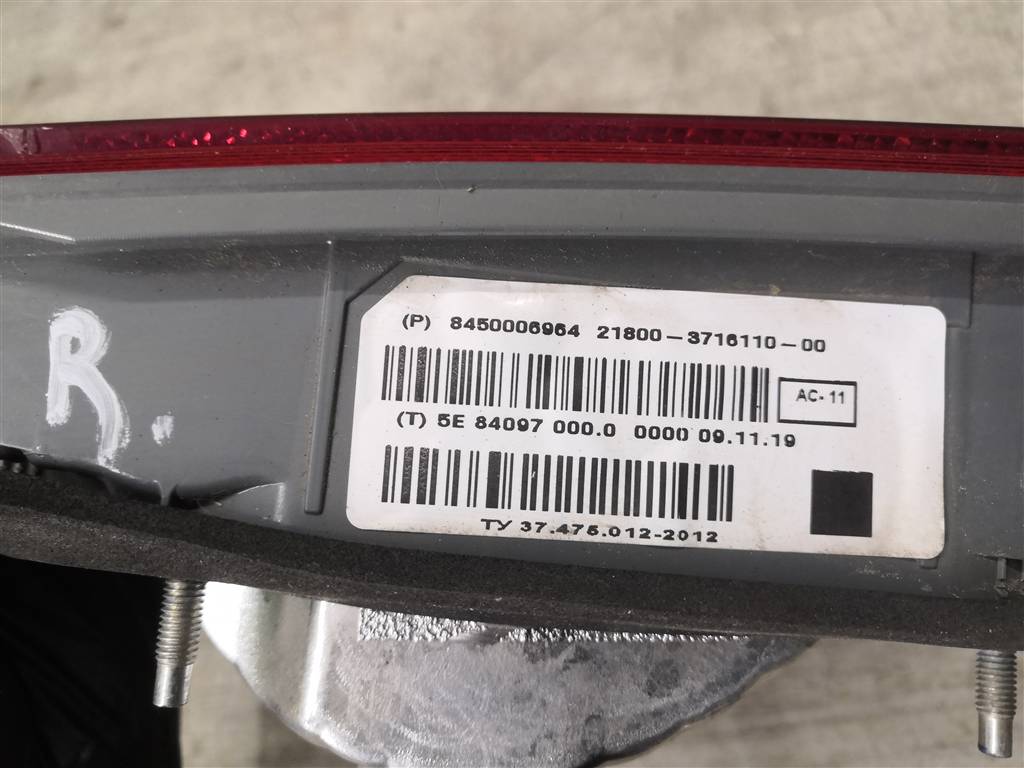 (P) 8450006964 21800-3716110-00
AC-11
(T) 5E 84097 000.0 0000 09.11.19
ТУ 37.475.012-2012
R.